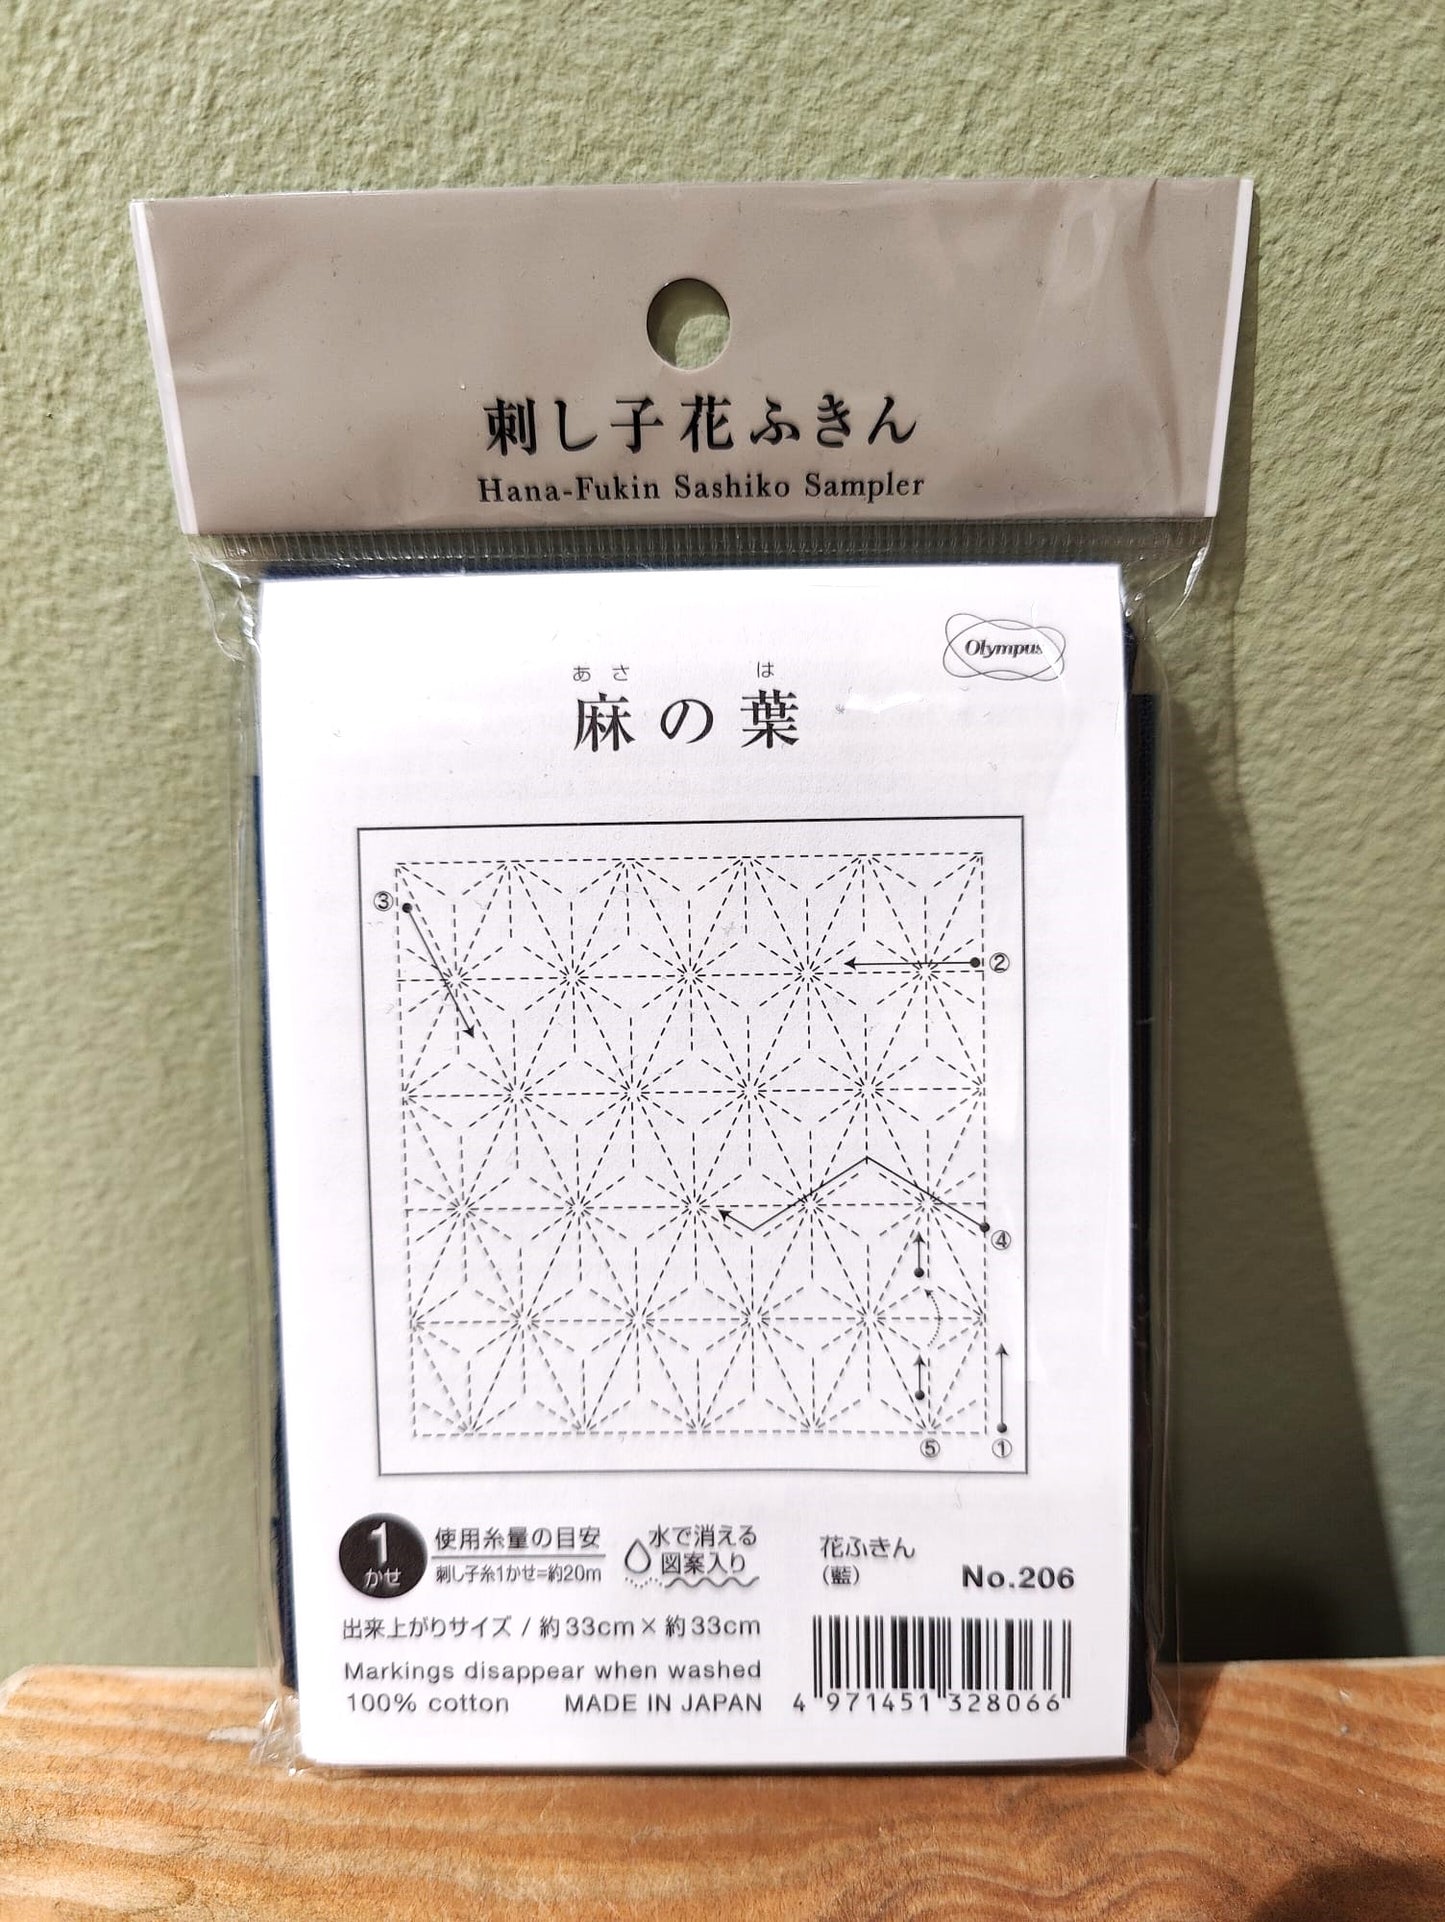 刺し子花ふきん
Hana-Fukin Sashiko Sampler
Olympus
あさ は
麻の葉
③
②
④
⑤
①
1
かせ
使用糸量の目安
刺し子糸1かせ=約20m
水で消える
図案入り
花ふきん
(藍)
No.206
出来上がりサイズ / 約33cm×約33cm
Markings disappear when washed
100% cotton MADE IN JAPAN
4 971451 328066